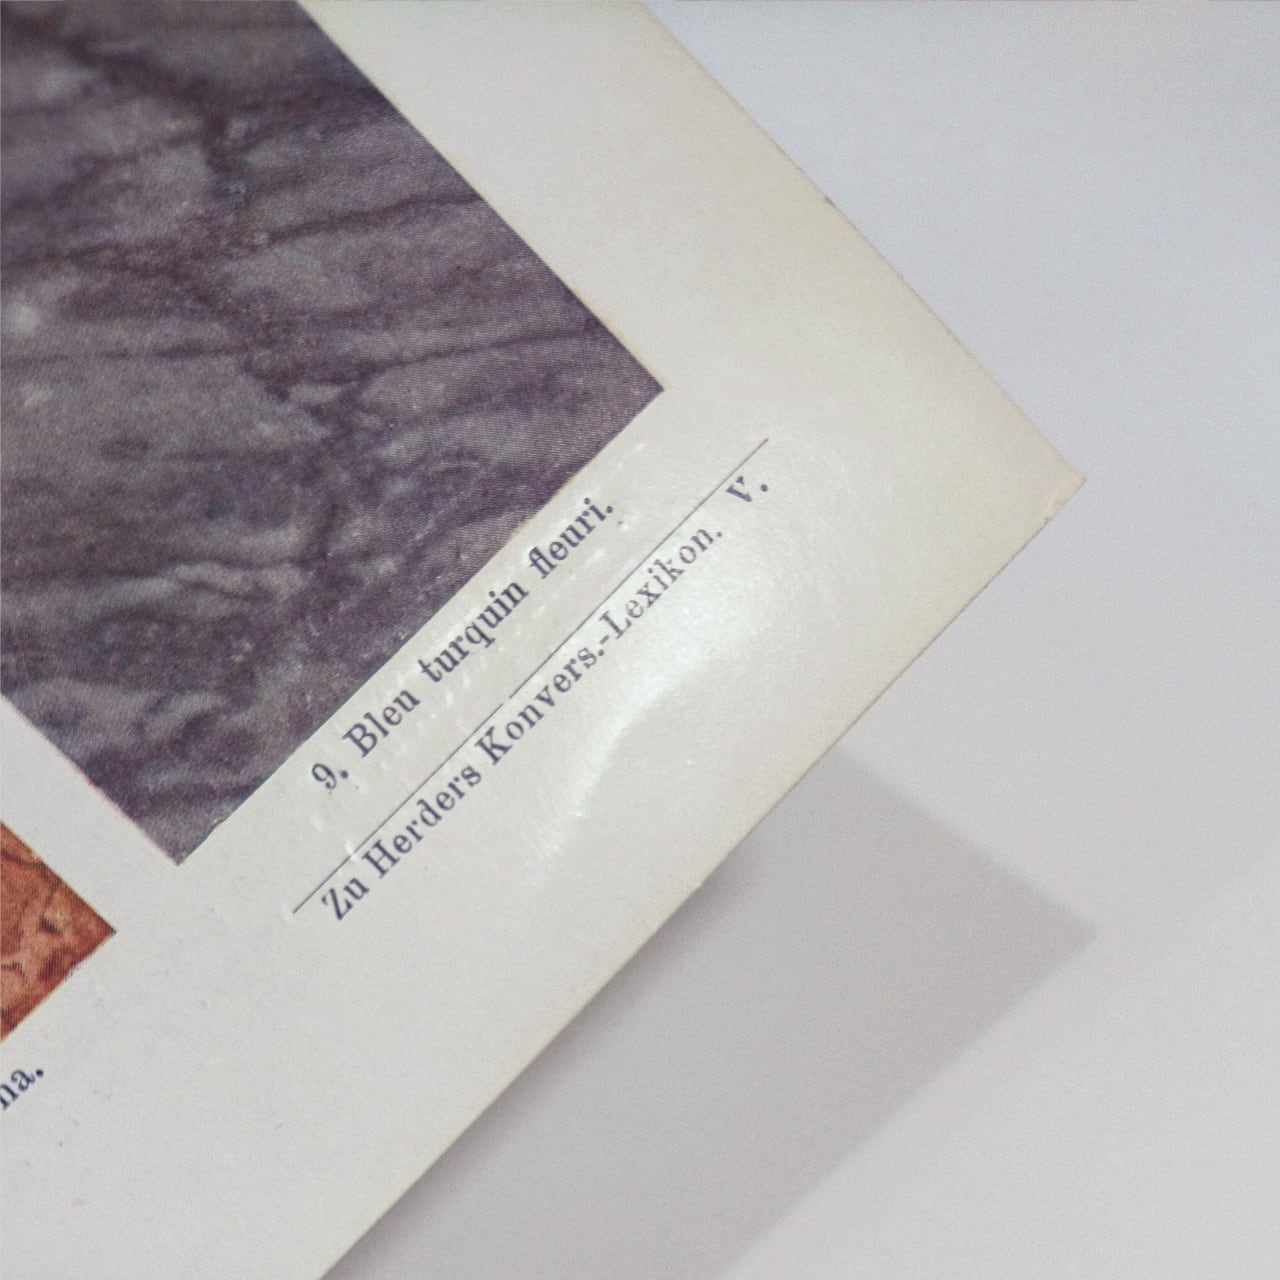 9. Bleu turquin fleuri.
Zu Herders Konvers.-Lexikon. V.
na.